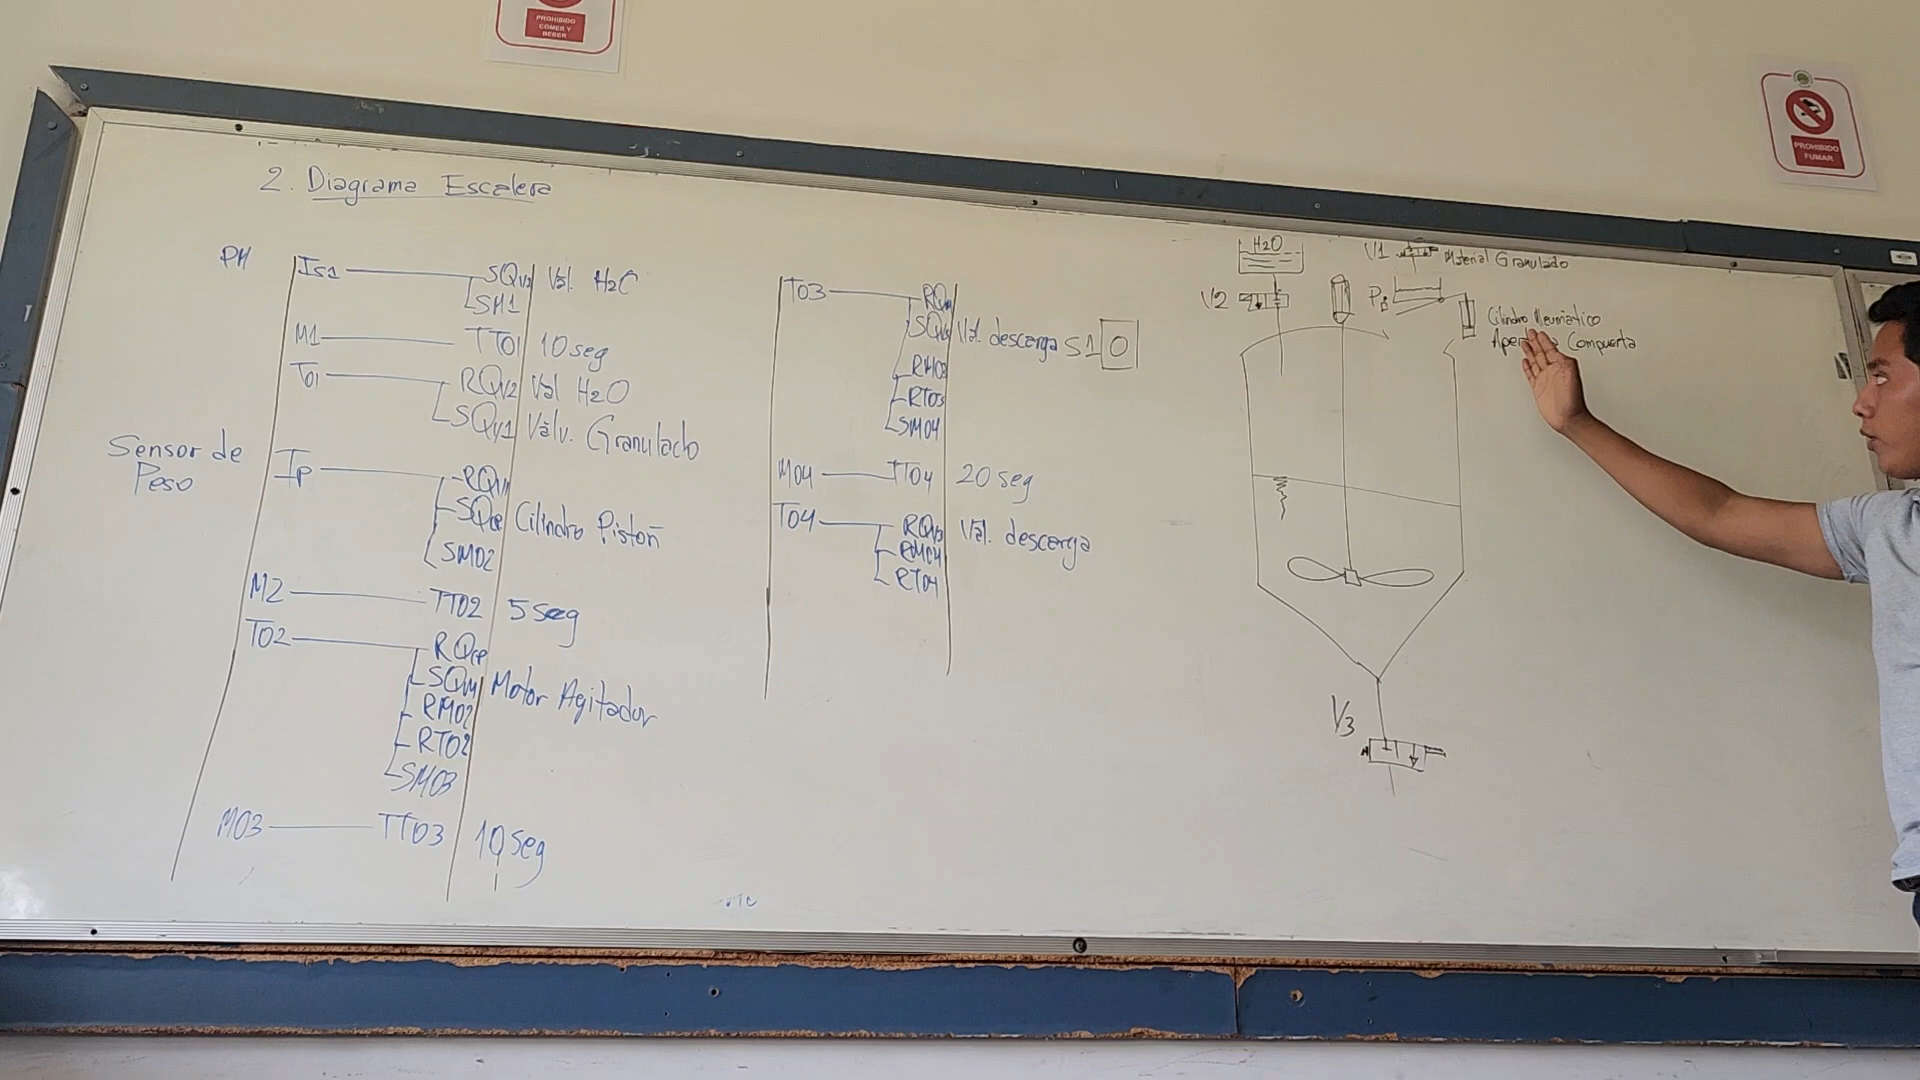 PROHIBIDO
COMER Y
BEBER
PROHIBIDO
FUMAR
2. Diagrama Escalera
PM
IS1 SQV2 Vál. H2O
SM1
M1 TT01 10 seg
T01 RQV2 Vál H2O
SQV1 Válv. Granulado
Sensor de
Peso
IP RQV1
SQCP Cilindro Piston
SM02
M2 TT02 5 seg
T02 RQCP
SQM1 Motor Agitador
RM02
RT02
SM03
M03 TT03 10 seg
T03
SQV3 Vál. descarga S1 0
RM03
RT03
SM04
M04 TT04 20 seg
T04 RQV3 Vál. descarga
RM04
RT04
H2O
V1 Material Granulado
V2
P
Cilindro Neumático
Compuerta
V3